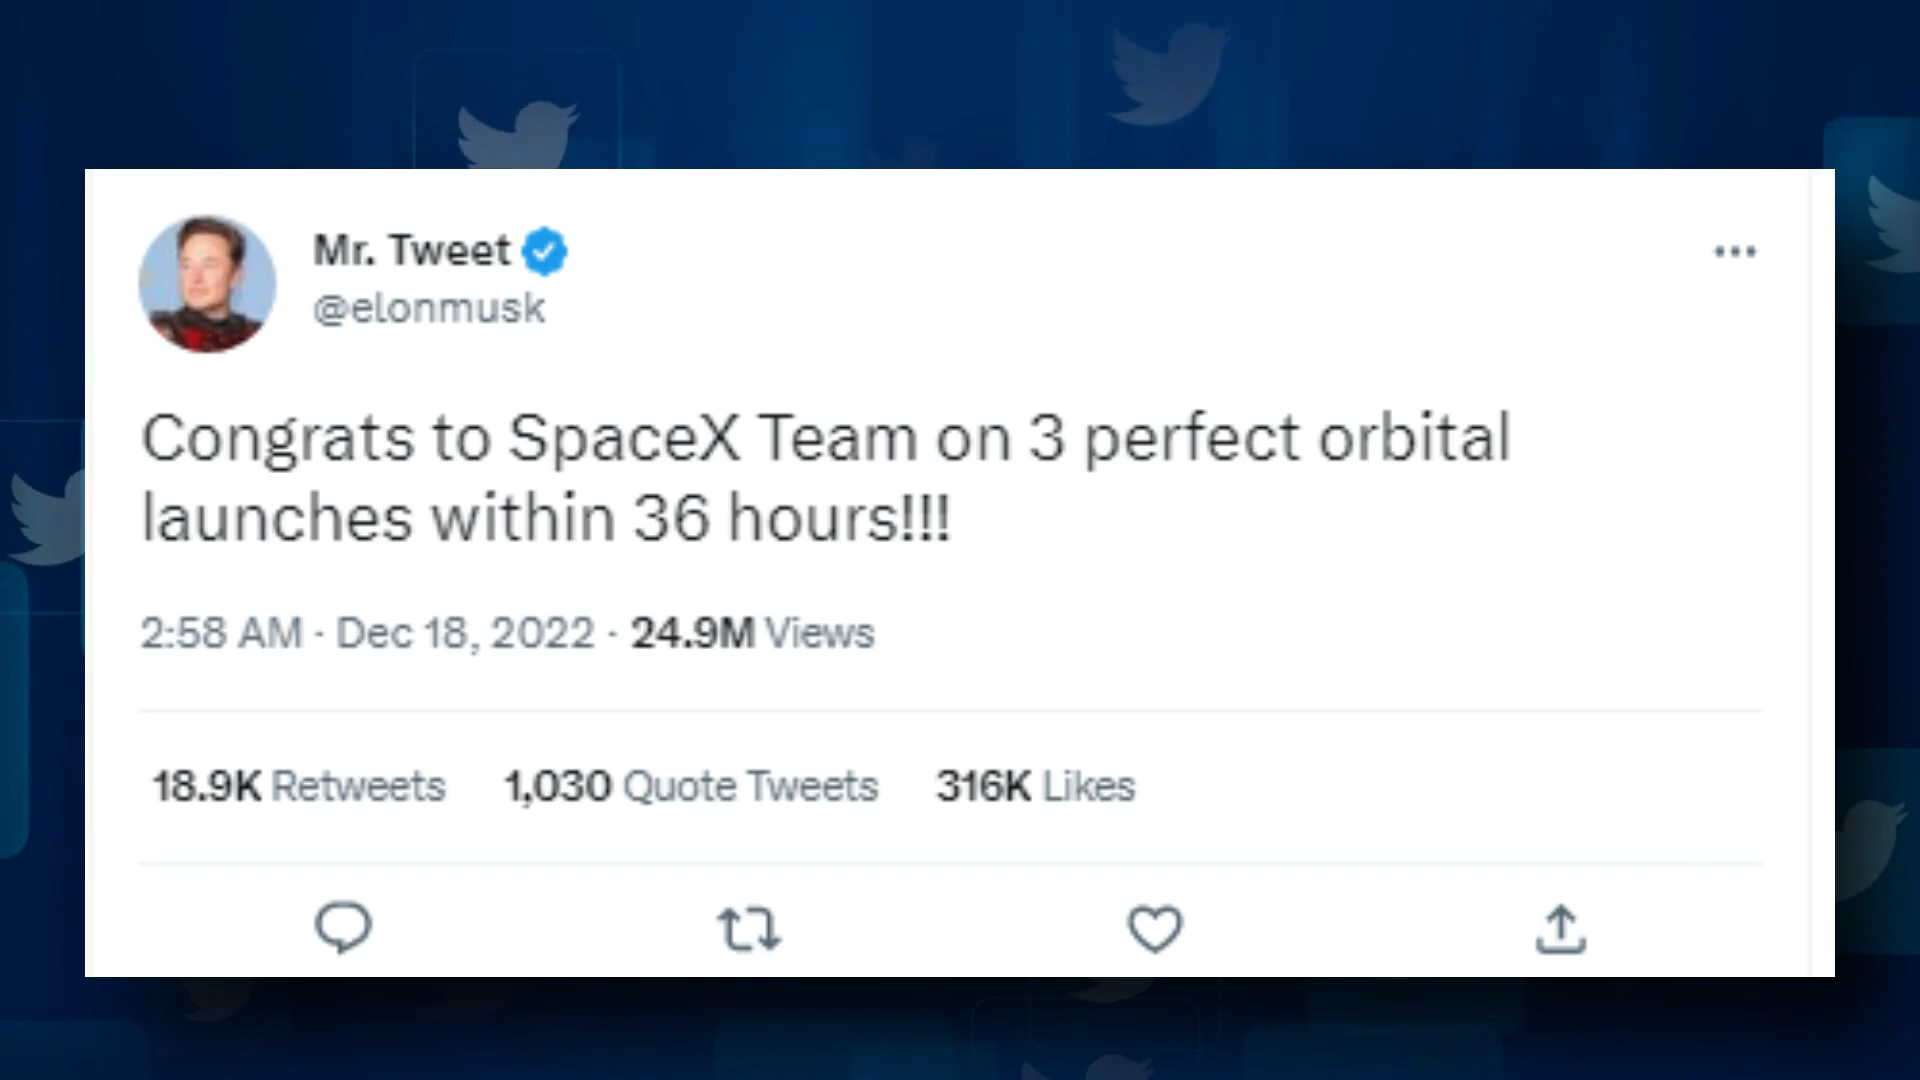 Mr. Tweet
@elonmusk
Congrats to SpaceX Team on 3 perfect orbital
launches within 36 hours!!!
2:58 AM · Dec 18, 2022 · 24.9M Views
18.9K Retweets 1,030 Quote Tweets 316K Likes